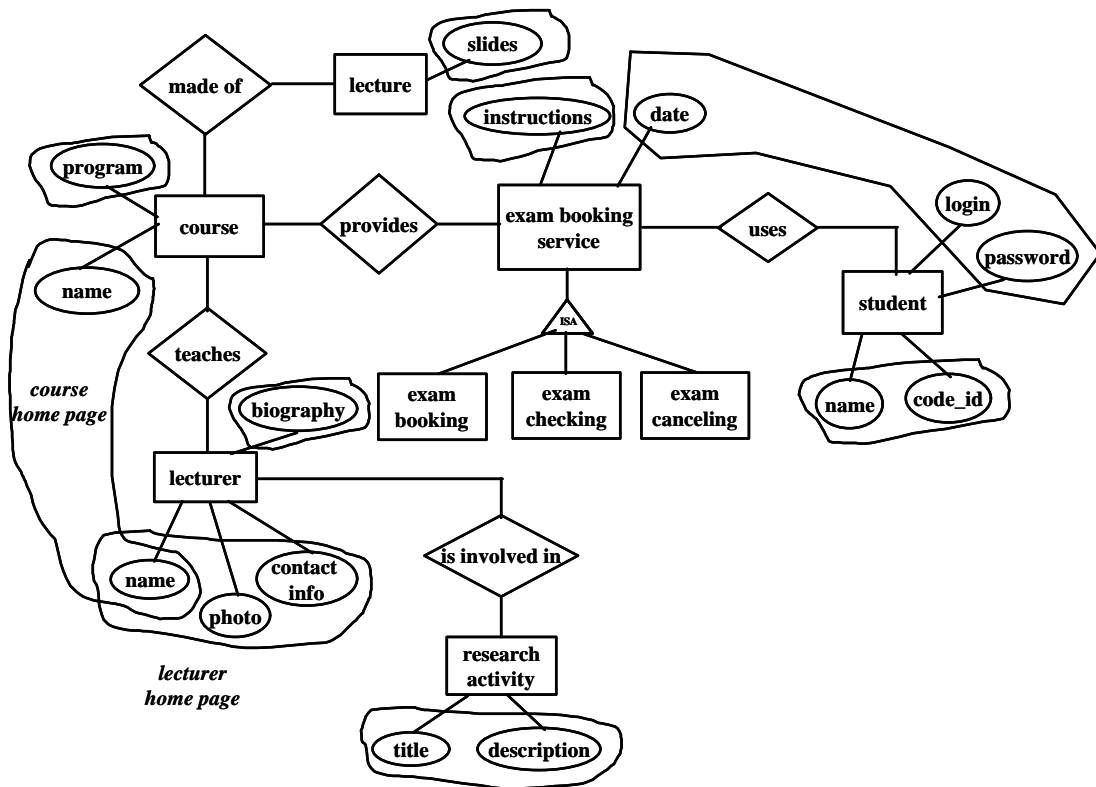 slides
made of
lecture
instructions
date
program
course
provides
exam booking
service
uses
login
password
name
student
ISA
teaches
course
home page
exam
booking
exam
checking
exam
canceling
name
code_id
biography
lecturer
is involved in
name
contact
info
photo
lecturer
home page
research
activity
title
description